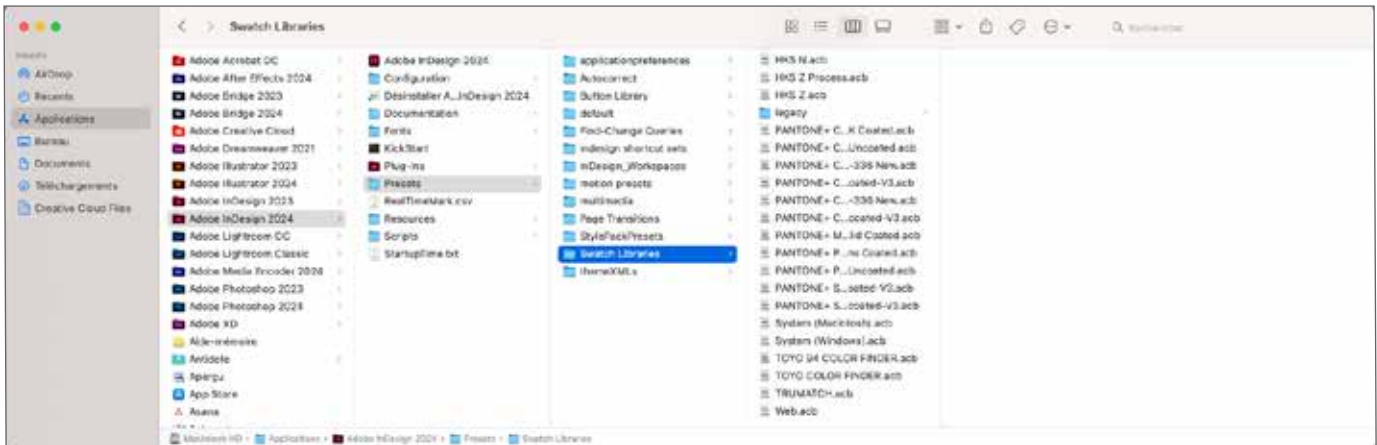 Swatch Libraries
Rechercher
Favoris
AirDrop
Récents
Applications
Bureau
Documents
Téléchargements
Creative Cloud Files
Adobe Acrobat DC
Adobe After Effects 2024
Adobe Bridge 2023
Adobe Bridge 2024
Adobe Creative Cloud
Adobe Dreamweaver 2021
Adobe Illustrator 2023
Adobe Illustrator 2024
Adobe InDesign 2023
Adobe InDesign 2024
Adobe Lightroom CC
Adobe Lightroom Classic
Adobe Media Encoder 2024
Adobe Photoshop 2023
Adobe Photoshop 2024
Adobe XD
Aide-mémoire
Antidote
Aperçu
App Store
Asana
Adobe InDesign 2024
Configuration
Désinstaller A...InDesign 2024
Documentation
Fonts
KickStart
Plug-Ins
Presets
RealTimeMark.csv
Resources
Scripts
StartupTime.txt
applicationpreferences
Autocorrect
Button Library
default
Find-Change Queries
indesign shortcut sets
InDesign_Workspaces
motion presets
multimedia
Page Transitions
StylePackPresets
Swatch Libraries
themeXMLs
HKS N.acb
HKS Z Process.acb
HKS Z.acb
legacy
PANTONE+ C...K Coated.acb
PANTONE+ C...Uncoated.acb
PANTONE+ C...-336 New.acb
PANTONE+ C...oated-V3.acb
PANTONE+ C...-336 New.acb
PANTONE+ C...coated-V3.acb
PANTONE+ M...lid Coated.acb
PANTONE+ P...ns Coated.acb
PANTONE+ P...Uncoated.acb
PANTONE+ S...oated-V3.acb
PANTONE+ S...coated-V3.acb
System (Macintosh).acb
System (Windows).acb
TOYO 94 COLOR FINDER.acb
TOYO COLOR FINDER.acb
TRUMATCH.acb
Web.acb
Macintosh HD › Applications › Adobe InDesign 2024 › Presets › Swatch Libraries